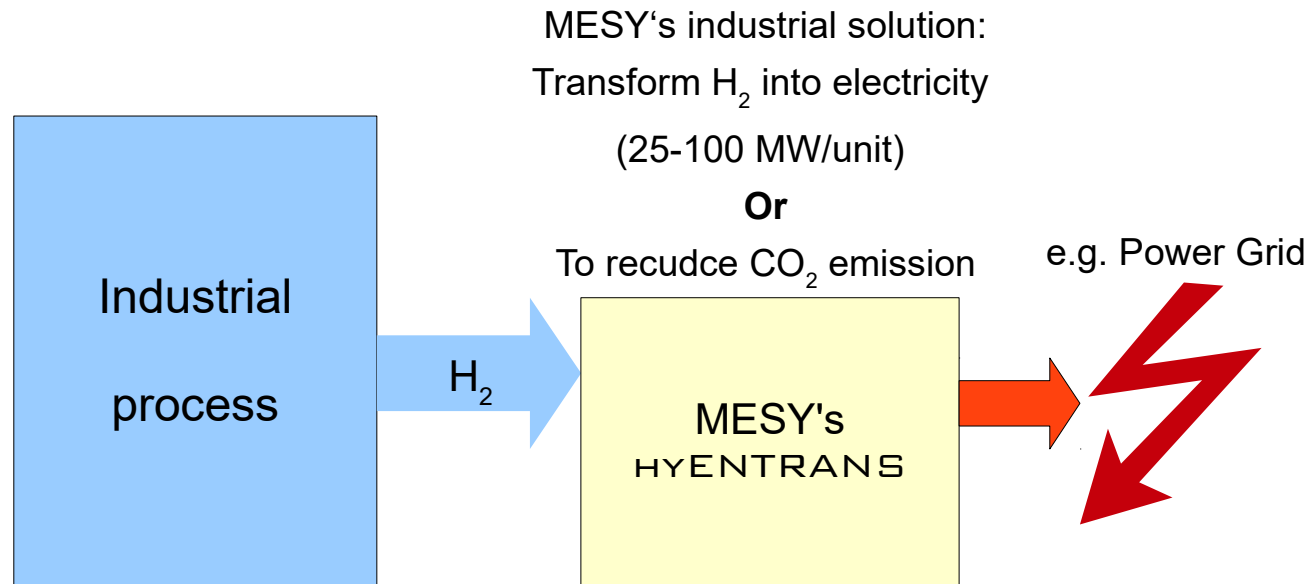 MESY‘s industrial solution:
Transform H₂ into electricity
(25-100 MW/unit)
Or
To recudce CO₂ emission
e.g. Power Grid
Industrial
process
H₂
MESY's
HYENTRANS